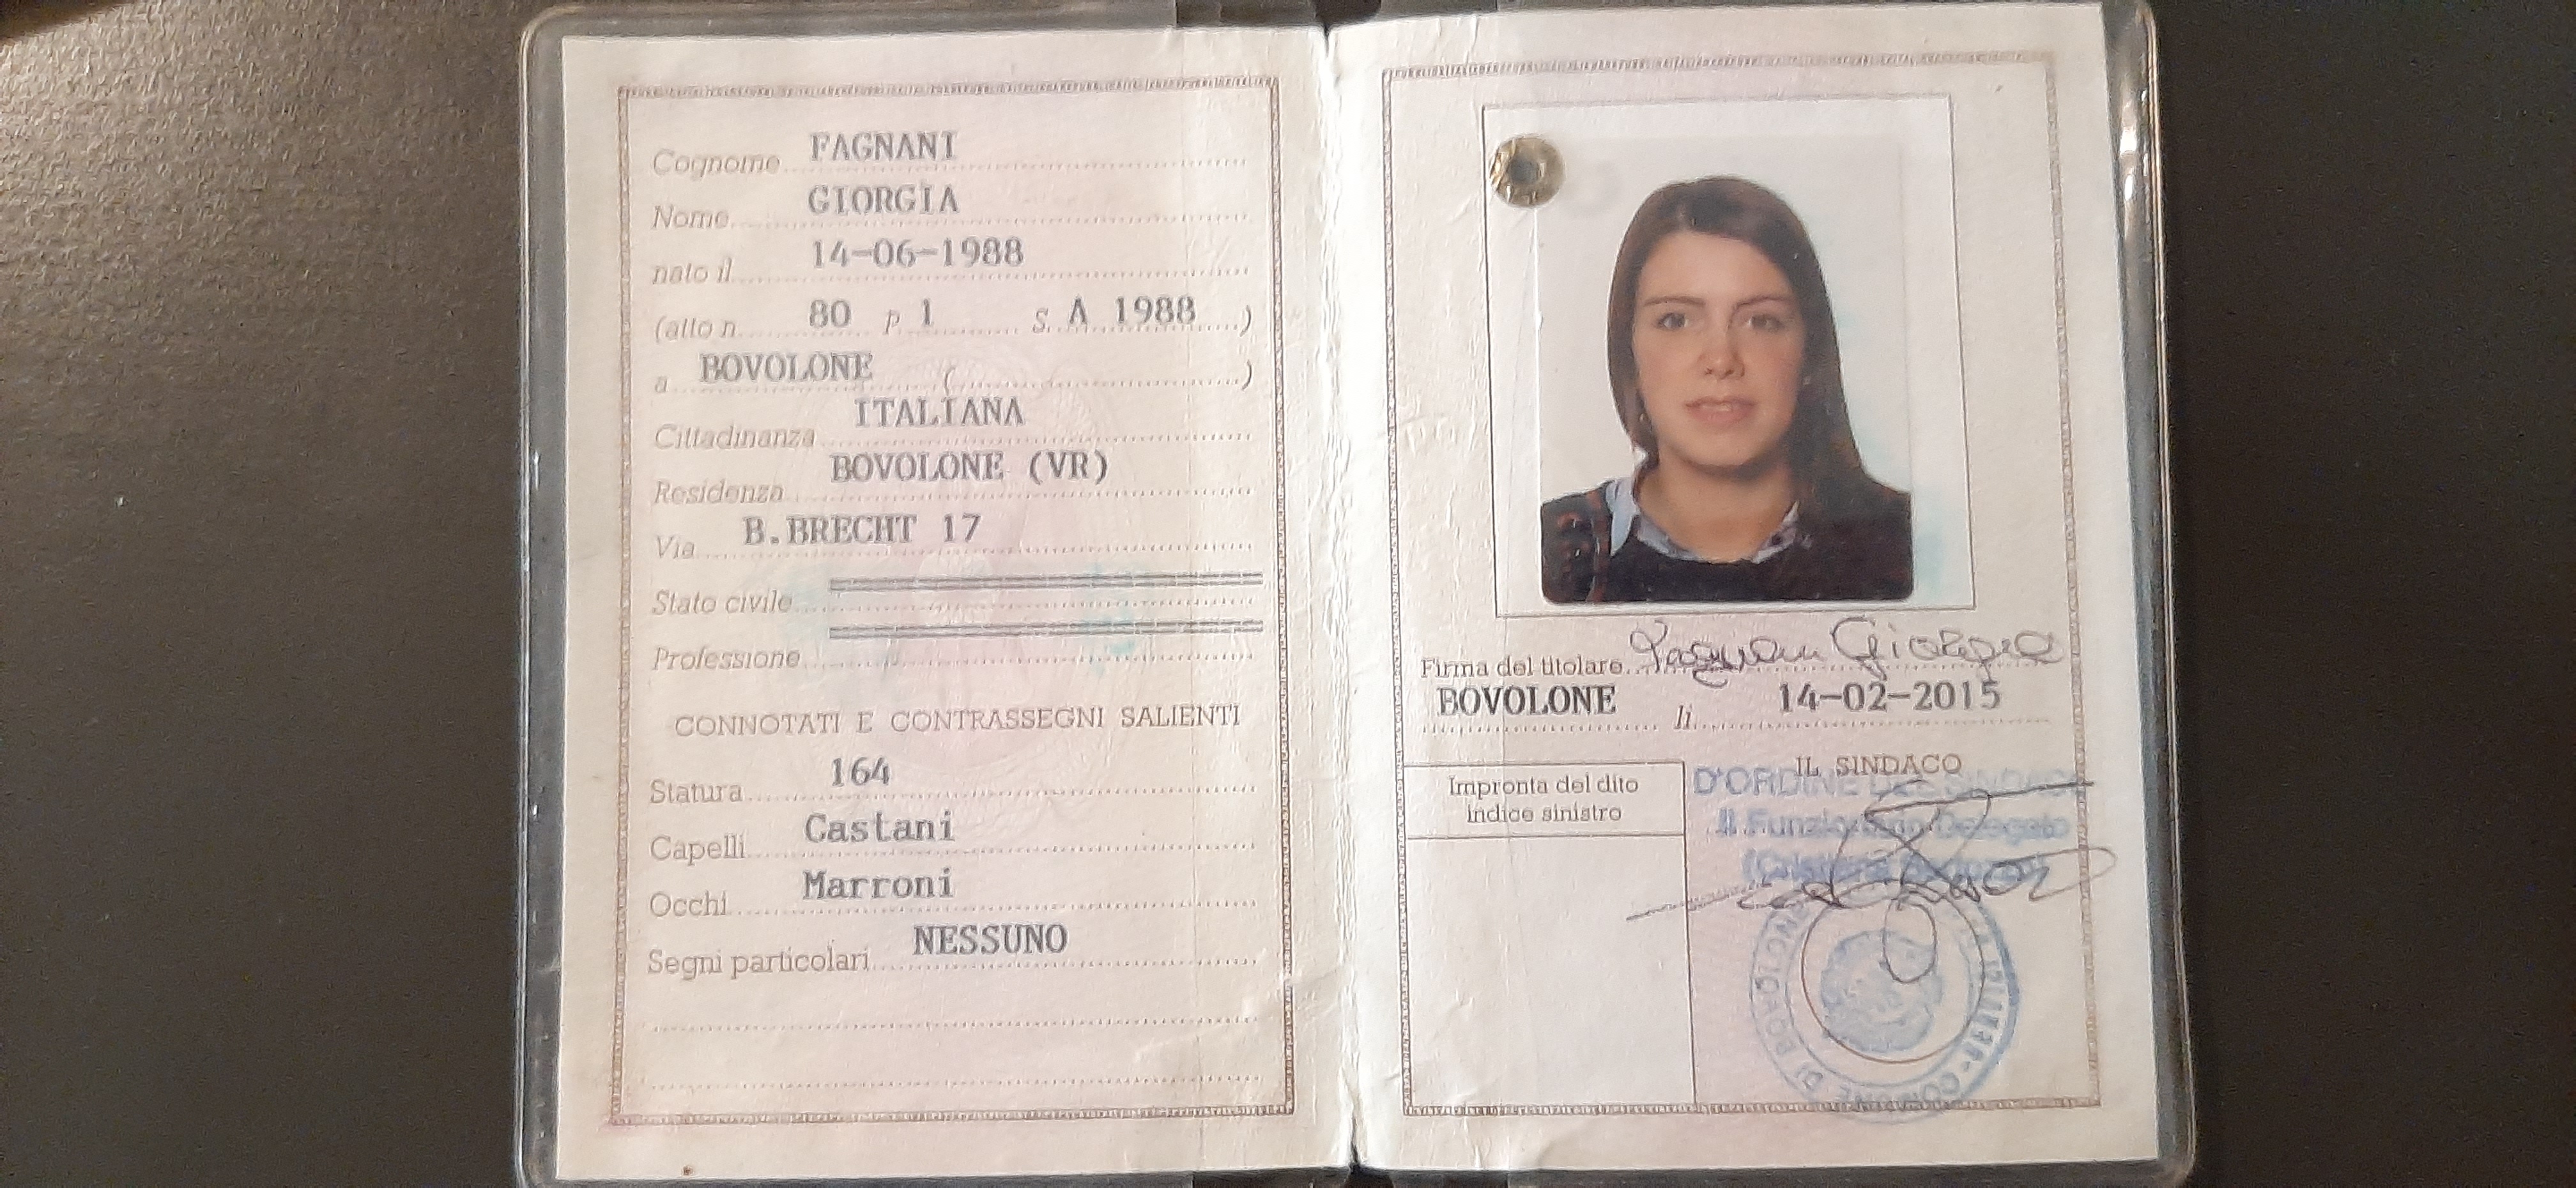 Cognome FAGNANI
Nome GIORGIA
nato il 14-06-1988
(atto n. 80 P 1 S. A 1988)
a BOVOLONE ( )
Cittadinanza ITALIANA
Residenza BOVOLONE (VR)
Via B.BRECHT 17
Stato civile
Professione
CONNOTATI E CONTRASSEGNI SALIENTI
Statura 164
Capelli Castani
Occhi Marroni
Segni particolari NESSUNO
Firma del titolare Fagnani Giorgia
BOVOLONE lì 14-02-2015
Impronta del dito
indice sinistro
IL SINDACO
D'ORDINE DEL SINDACO
Il Funzionario Delegato
COMUNE DI BOVOLONE